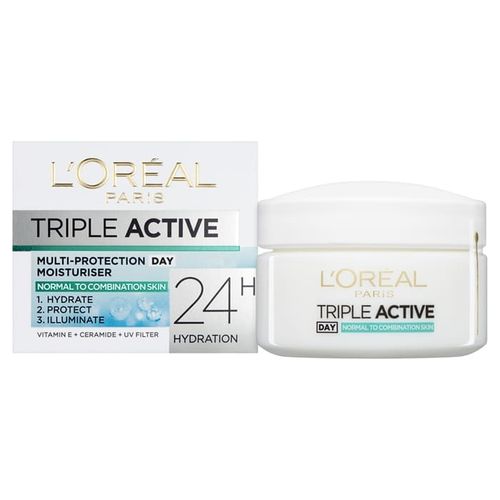 L'ORÉAL
PARIS
TRIPLE ACTIVE
MULTI-PROTECTION DAY
MOISTURISER
NORMAL TO COMBINATION SKIN
1. HYDRATE
2. PROTECT
3. ILLUMINATE
VITAMIN E + CERAMIDE + UV FILTER
24H
HYDRATION
L'ORÉAL
PARIS
TRIPLE ACTIVE
DAY NORMAL TO COMBINATION SKIN